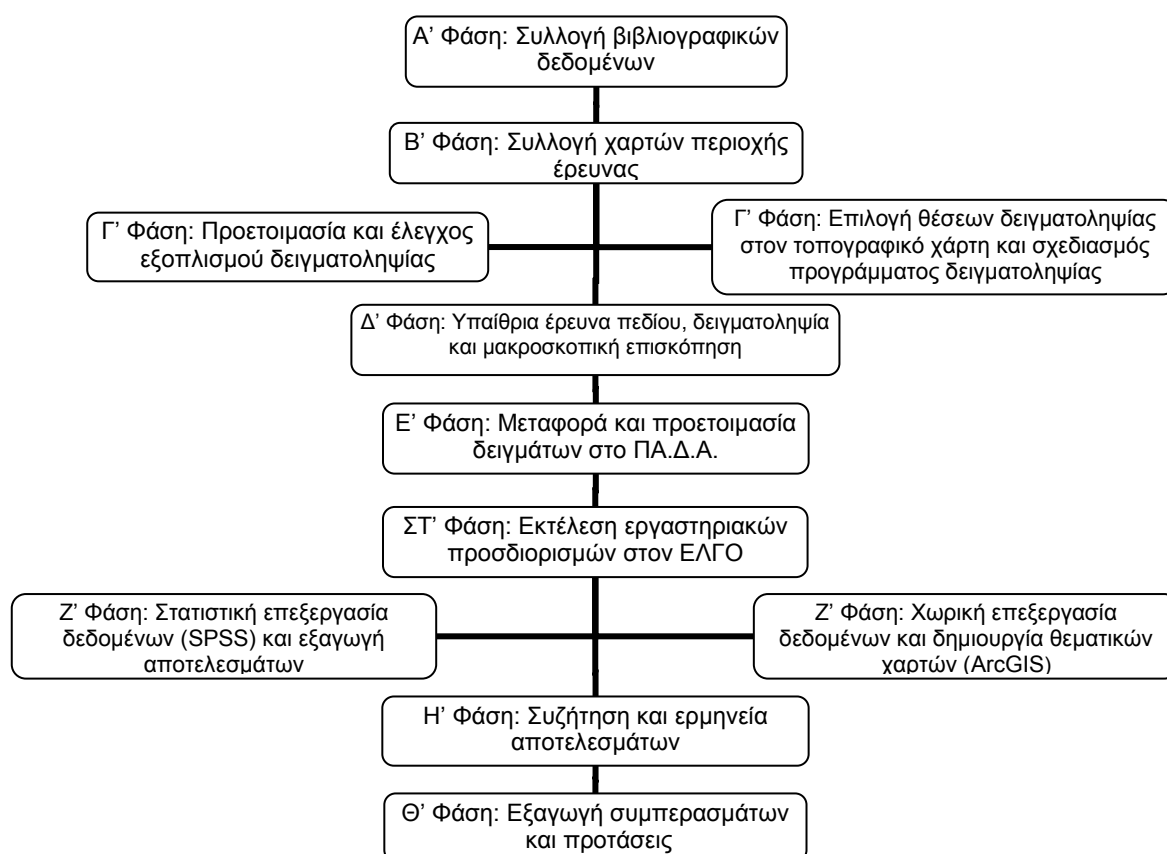 Α’ Φάση: Συλλογή βιβλιογραφικών
δεδομένων
Β’ Φάση: Συλλογή χαρτών περιοχής
έρευνας
Γ’ Φάση: Προετοιμασία και έλεγχος
εξοπλισμού δειγματοληψίας
Γ’ Φάση: Επιλογή θέσεων δειγματοληψίας
στον τοπογραφικό χάρτη και σχεδιασμός
προγράμματος δειγματοληψίας
Δ’ Φάση: Υπαίθρια έρευνα πεδίου, δειγματοληψία
και μακροσκοπική επισκόπηση
Ε’ Φάση: Μεταφορά και προετοιμασία
δειγμάτων στο ΠΑ.Δ.Α.
ΣΤ’ Φάση: Εκτέλεση εργαστηριακών
προσδιορισμών στον ΕΛΓΟ
Ζ’ Φάση: Στατιστική επεξεργασία
δεδομένων (SPSS) και εξαγωγή
αποτελεσμάτων
Ζ’ Φάση: Χωρική επεξεργασία
δεδομένων και δημιουργία θεματικών
χαρτών (ArcGIS)
Η’ Φάση: Συζήτηση και ερμηνεία
αποτελεσμάτων
Θ’ Φάση: Εξαγωγή συμπερασμάτων
και προτάσεις